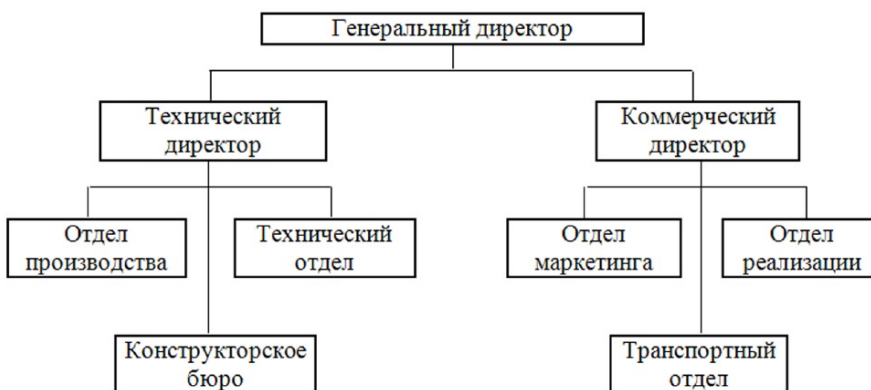 Генеральный директор
Технический
директор
Коммерческий
директор
Отдел
производства
Технический
отдел
Отдел
маркетинга
Отдел
реализации
Конструкторское
бюро
Транспортный
отдел